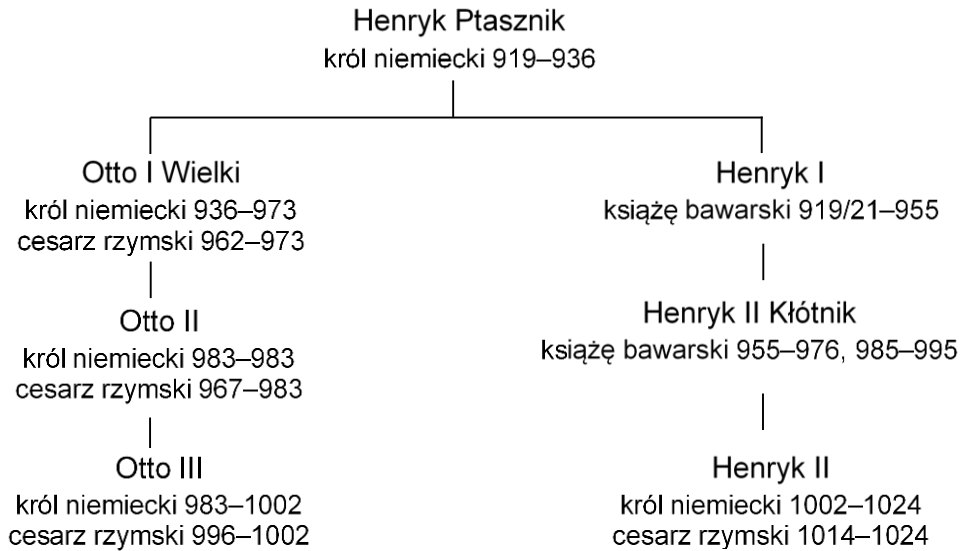 Henryk Ptasznik
król niemiecki 919–936
Otto I Wielki
król niemiecki 936–973
cesarz rzymski 962–973
Henryk I
książę bawarski 919/21–955
Otto II
król niemiecki 983–983
cesarz rzymski 967–983
Henryk II Kłótnik
książę bawarski 955–976, 985–995
Otto III
król niemiecki 983–1002
cesarz rzymski 996–1002
Henryk II
król niemiecki 1002–1024
cesarz rzymski 1014–1024